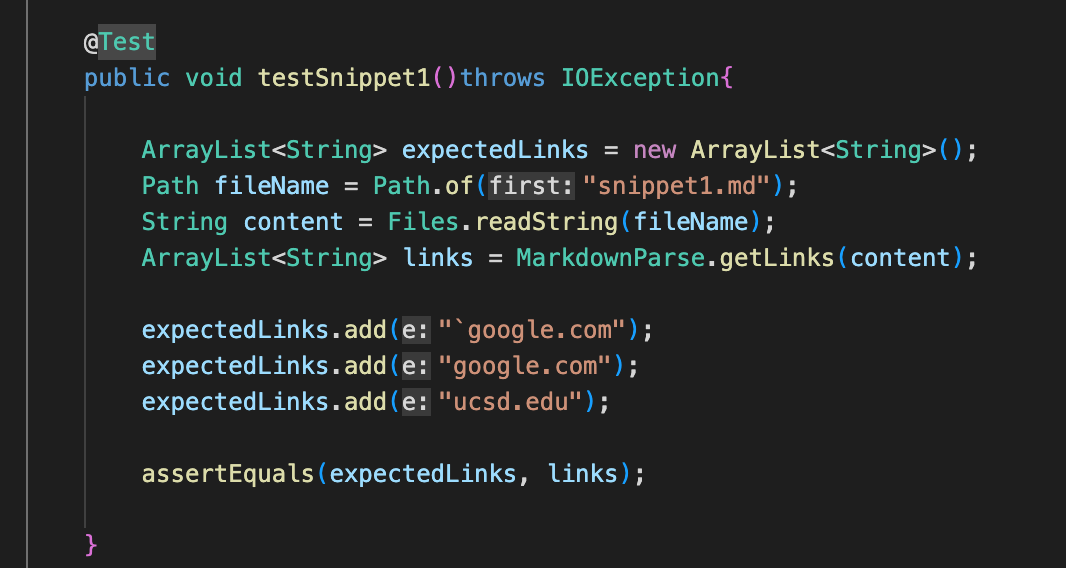 @Test
public void testSnippet1()throws IOException{
ArrayList<String> expectedLinks = new ArrayList<String>();
Path fileName = Path.of(first: "snippet1.md");
String content = Files.readString(fileName);
ArrayList<String> links = MarkdownParse.getLinks(content);
expectedLinks.add(e: "`google.com");
expectedLinks.add(e: "google.com");
expectedLinks.add(e: "ucsd.edu");
assertEquals(expectedLinks, links);
}